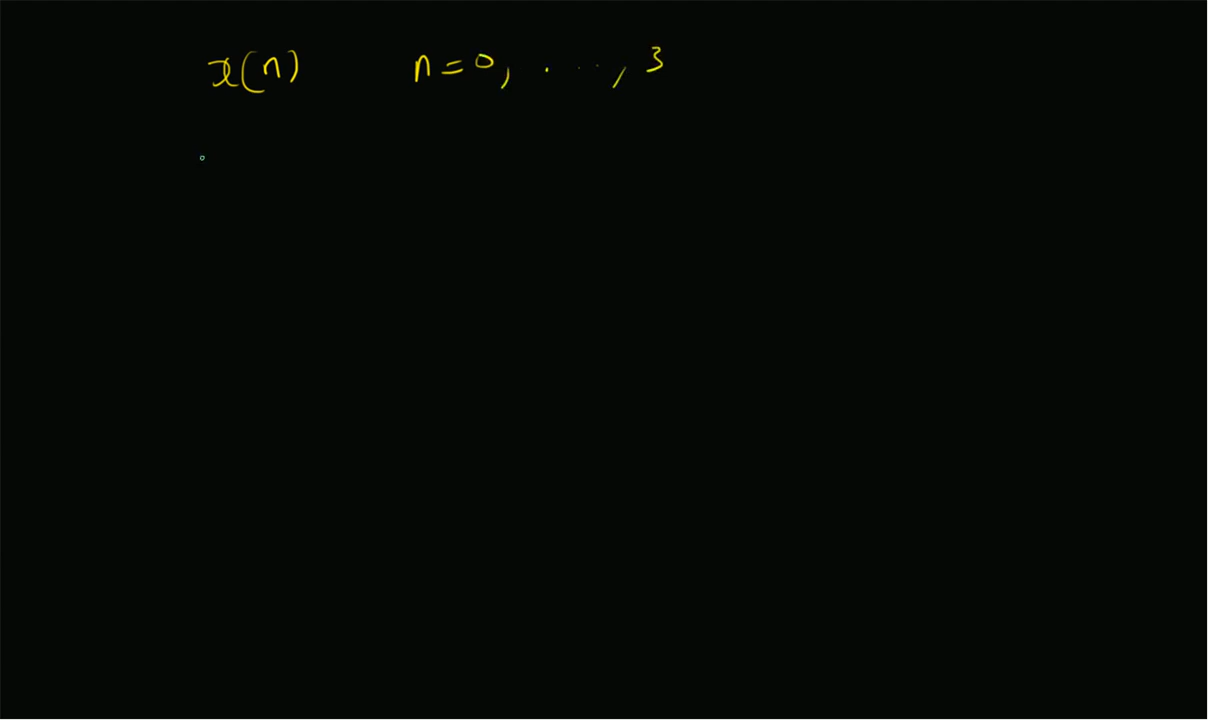 x(n) n=0, ..., 3